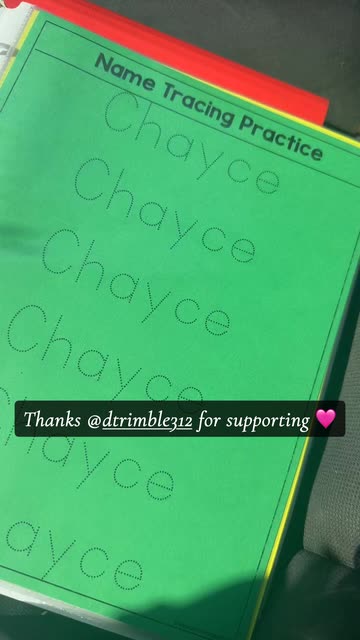 Name Tracing Practice
Chayce
Chayce
Chayce
Chayce
Thanks @dtrimble312 for supporting 🩷
Chayce
ayce